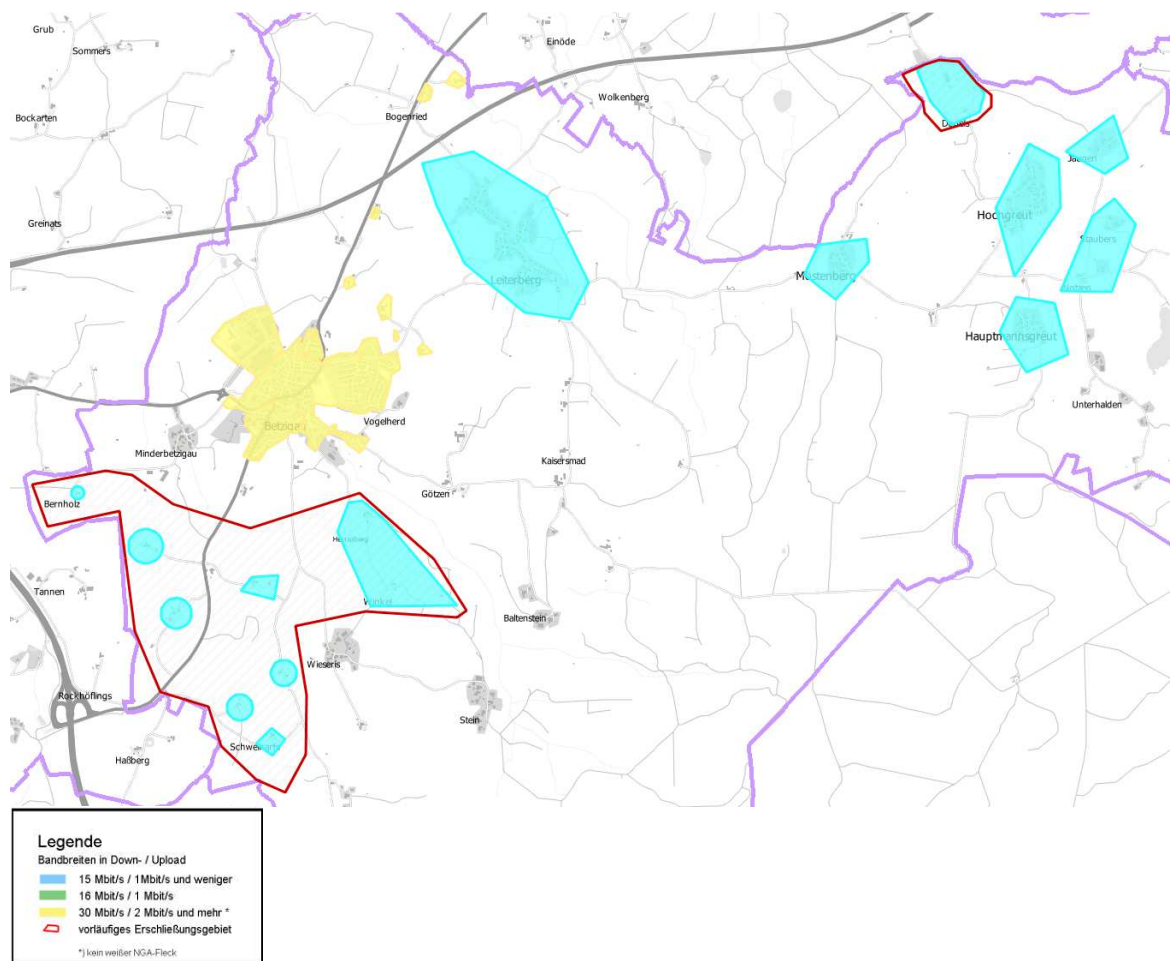 Grub
Sommers
Einöde
Wolkenberg
Bockarten
Bogenried
Greinats
Hochgreut
Leiterberg
Mustenberg
Hauptmannsgreut
Unterhalden
Betzigau
Vogelherd
Minderbetzigau
Kaisersmad
Götzen
Bernholz
Tannen
Baltenstein
Wieseris
Rockhöflings
Stein
Haßberg
Legende
Bandbreiten in Down- / Upload
15 Mbit/s / 1Mbit/s und weniger
16 Mbit/s / 1 Mbit/s
30 Mbit/s / 2 Mbit/s und mehr *
vorläufiges Erschließungsgebiet
*) kein weißer NGA-Fleck